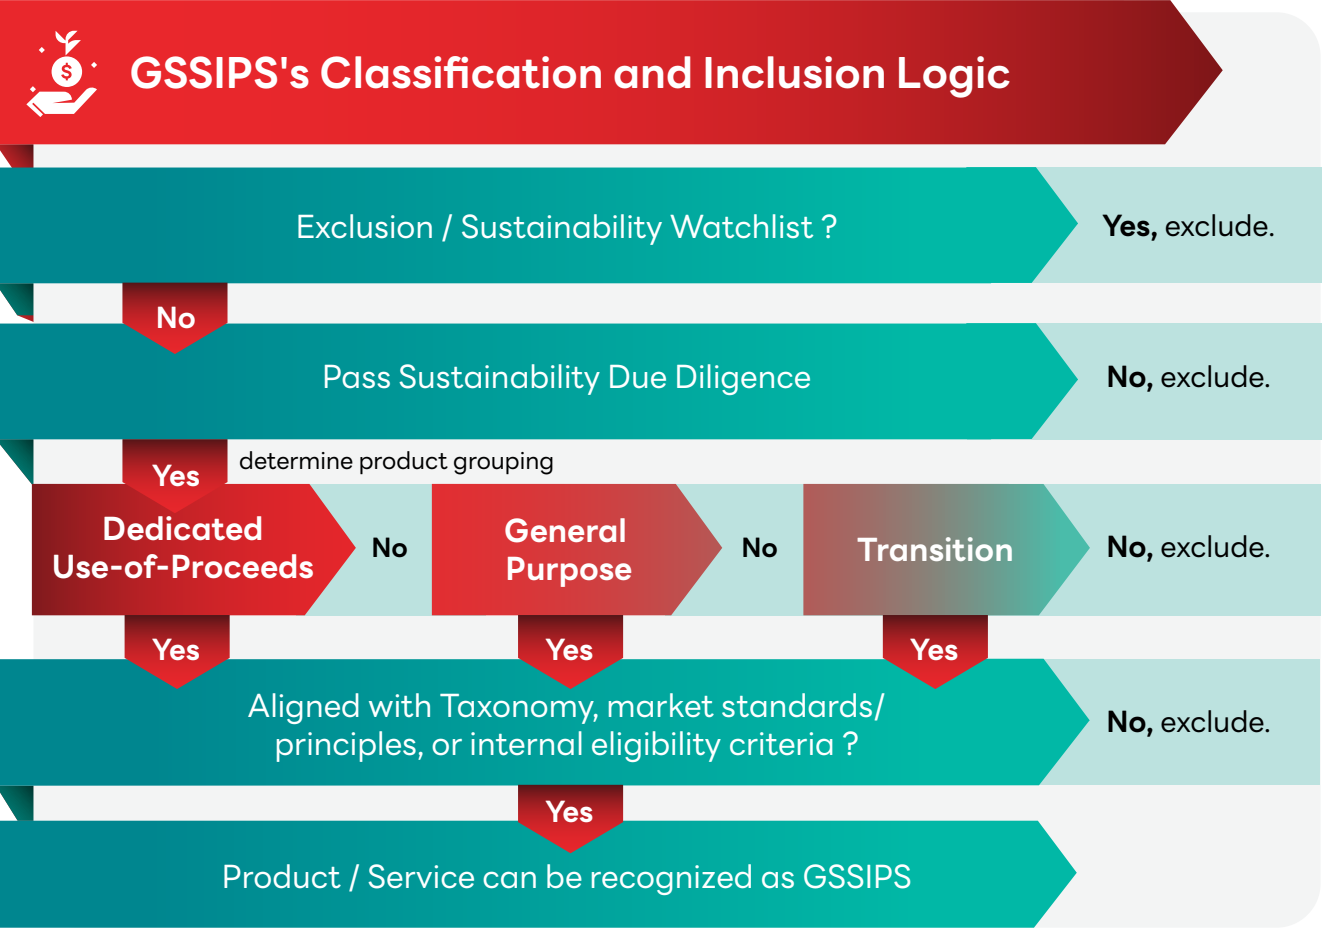 $
GSSIPS's Classification and Inclusion Logic
Exclusion / Sustainability Watchlist ?
Yes, exclude.
No
Pass Sustainability Due Diligence
No, exclude.
Yes
determine product grouping
Dedicated
Use-of-Proceeds
No
General
Purpose
No
Transition
No, exclude.
Yes
Yes
Yes
Aligned with Taxonomy, market standards/
principles, or internal eligibility criteria ?
No, exclude.
Yes
Product / Service can be recognized as GSSIPS